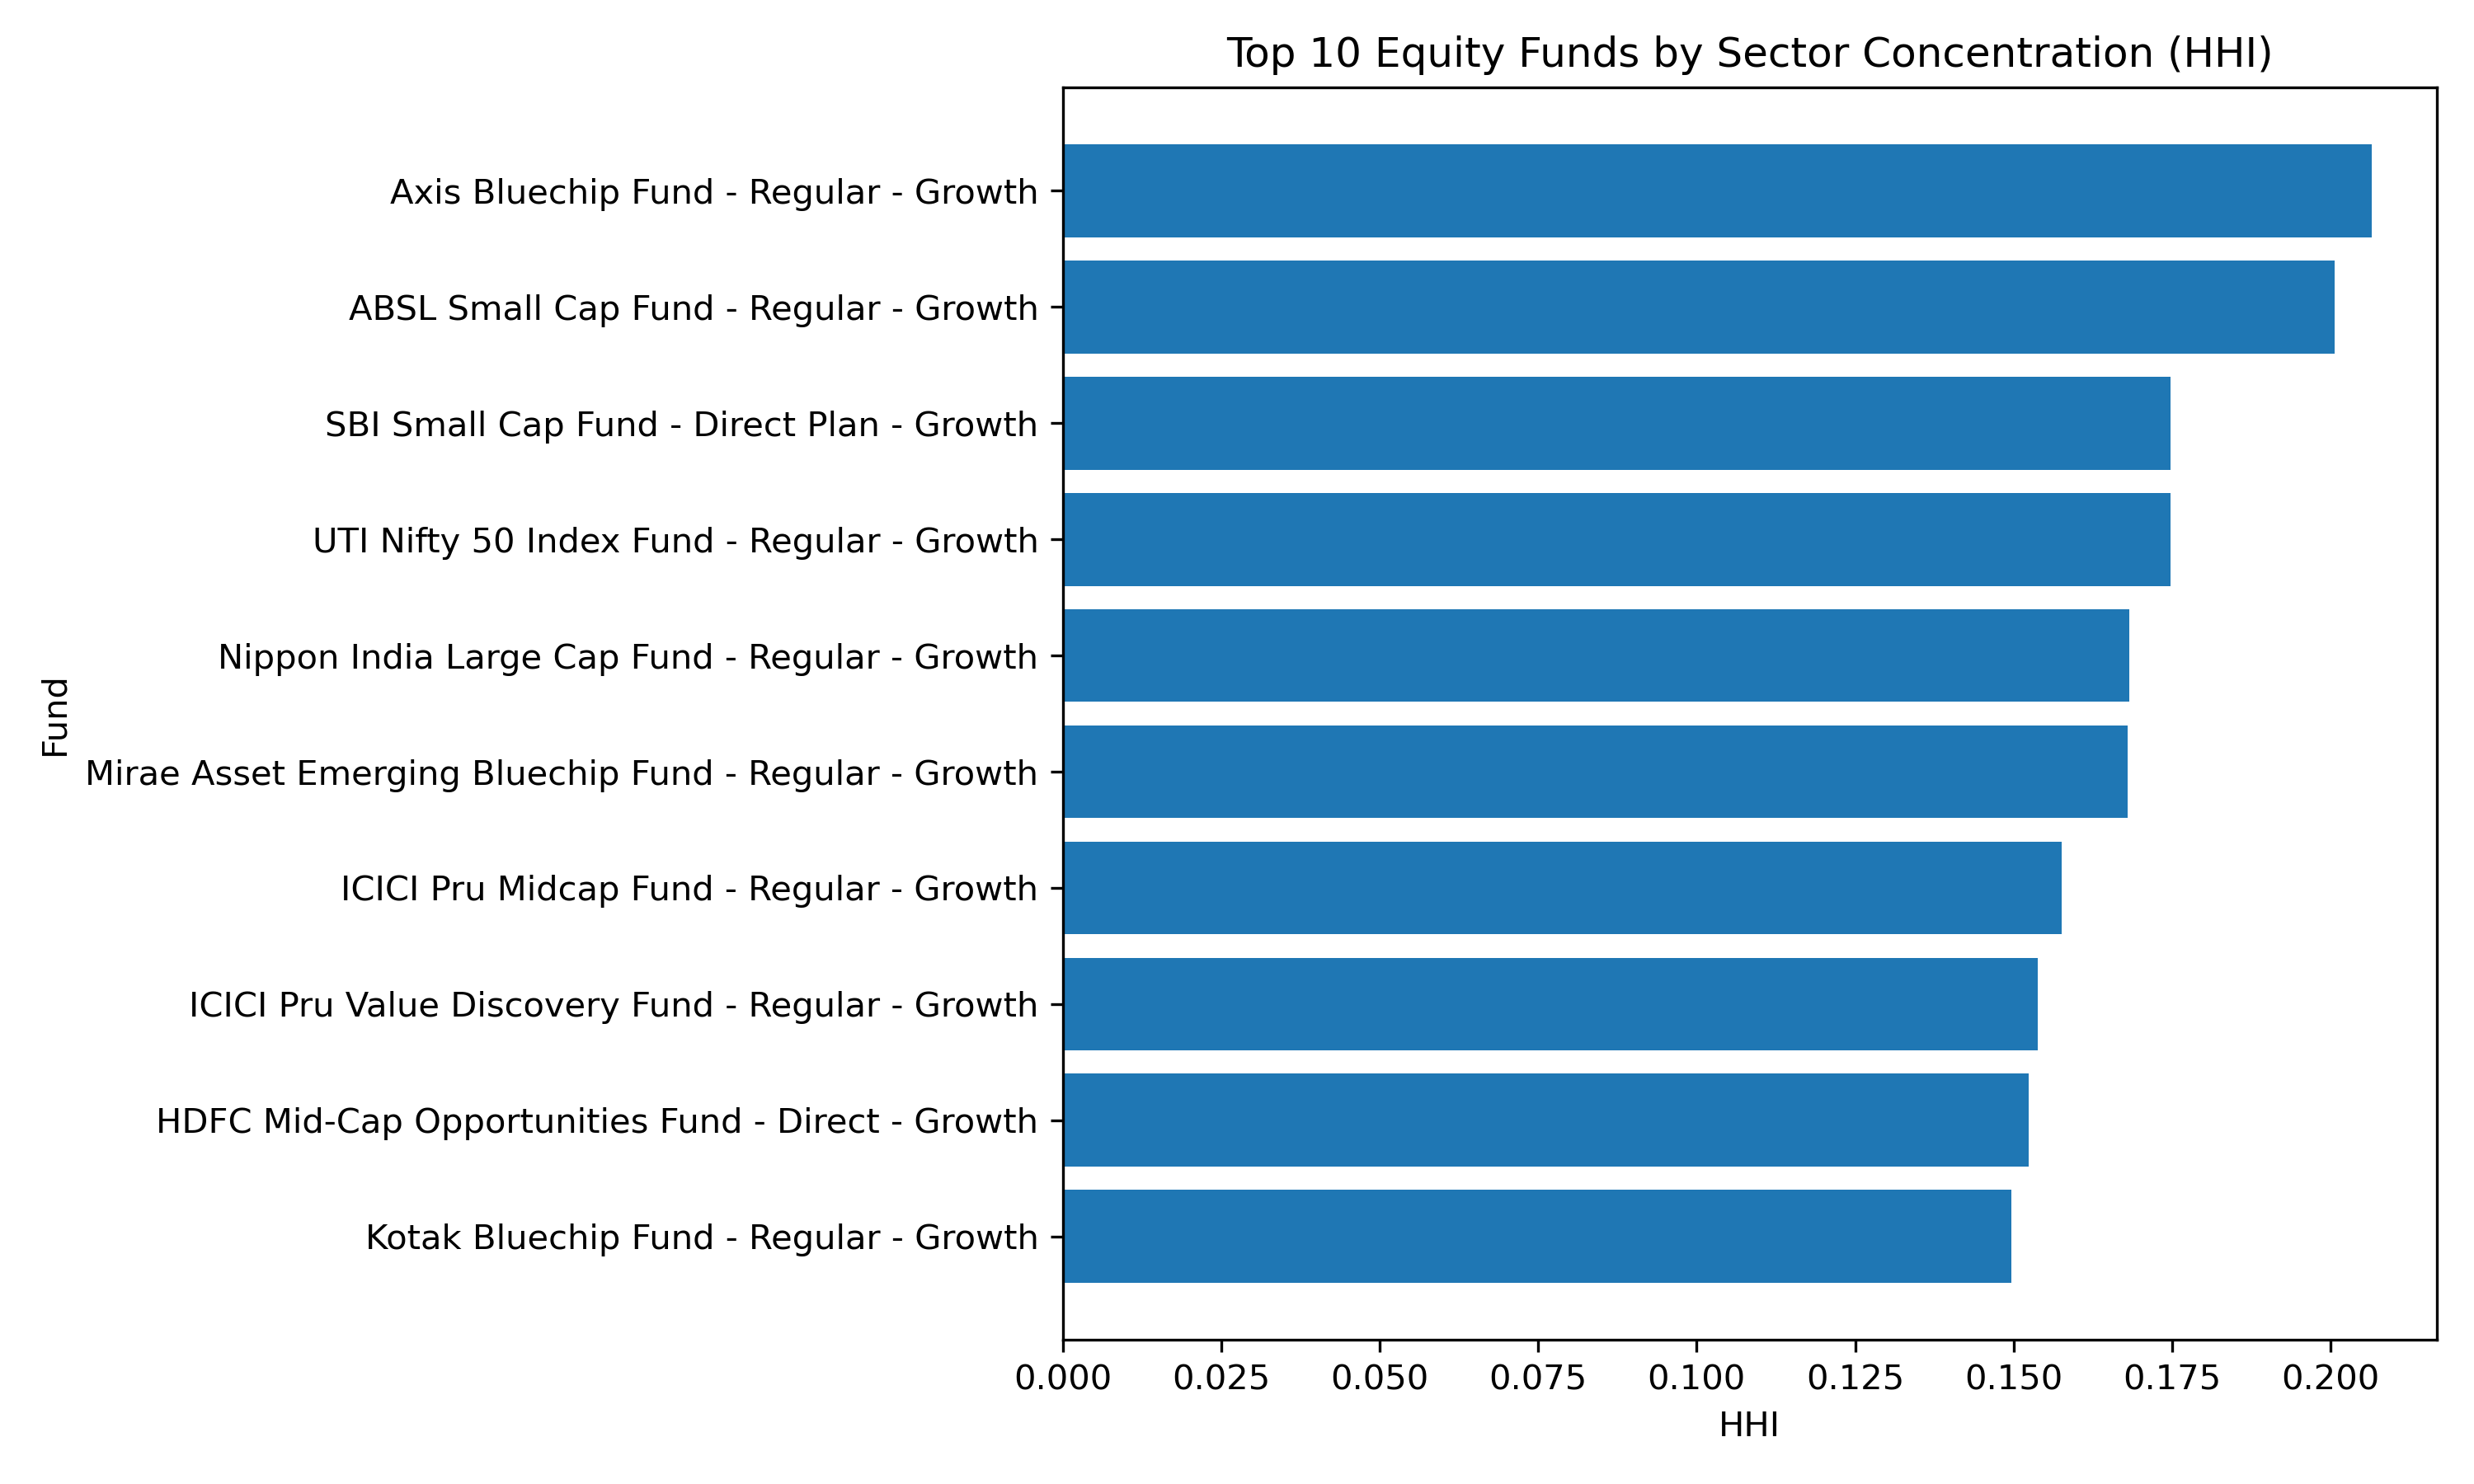 Top 10 Equity Funds by Sector Concentration (HHI)
Axis Bluechip Fund - Regular - Growth
ABSL Small Cap Fund - Regular - Growth
SBI Small Cap Fund - Direct Plan - Growth
UTI Nifty 50 Index Fund - Regular - Growth
Nippon India Large Cap Fund - Regular - Growth
Fund
Mirae Asset Emerging Bluechip Fund - Regular - Growth
ICICI Pru Midcap Fund - Regular - Growth
ICICI Pru Value Discovery Fund - Regular - Growth
HDFC Mid-Cap Opportunities Fund - Direct - Growth
Kotak Bluechip Fund - Regular - Growth
0.000 0.025 0.050 0.075 0.100 0.125 0.150 0.175 0.200
HHI